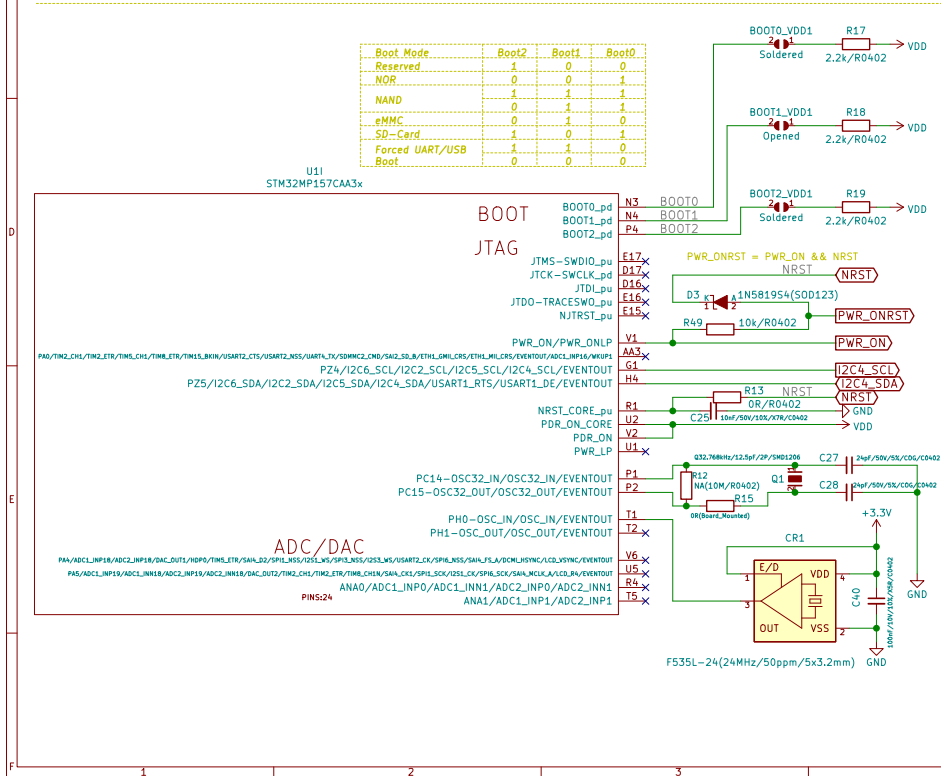 BOOT0_VDD1
R17
2 1
VDD
Soldered
2.2k/R0402
Boot Mode Boot2 Boot1 Boot0
Reserved 1 0 0
NOR 0 0 1
NAND
1 1 1
0 1 1
eMMC 0 1 0
SD-Card 1 0 1
Forced UART/USB Boot
1 1 0
0 0 0
BOOT1_VDD1
R18
2 1
VDD
Opened
2.2k/R0402
BOOT2_VDD1
R19
2 1
VDD
Soldered
2.2k/R0402
U1I
STM32MP157CAA3x
BOOT
BOOT0_pd N3 BOOT0
BOOT1_pd N4 BOOT1
BOOT2_pd P4 BOOT2
JTAG
JTMS-SWDIO_pu E17
JTCK-SWCLK_pd D17
JTDI_pu D16
JTDO-TRACESWO_pu E16
NJTRST_pu E15
PWR_ONRST = PWR_ON && NRST
NRST
NRST
D3 K A 1N5819S4(SOD123)
1 2
PWR_ONRST
R49 10k/R0402
PWR_ON/PWR_ONLP V1
PWR_ON
PA0/TIM2_CH1/TIM2_ETR/TIM5_CH1/TIM8_ETR/TIM15_BKIN/USART2_CTS/USART2_NSS/UART4_TX/SDMMC2_CMD/SAI2_SD_B/ETH1_GMII_CRS/ETH1_MII_CRS/EVENTOUT/ADC1_INP16/WKUP1 AA3
PZ4/I2C6_SCL/I2C2_SCL/I2C5_SCL/I2C4_SCL/EVENTOUT G1
I2C4_SCL
PZ5/I2C6_SDA/I2C2_SDA/I2C5_SDA/I2C4_SDA/USART1_RTS/USART1_DE/EVENTOUT H4
I2C4_SDA
R13 NRST
NRST
0R/R0402
NRST_CORE_pu R1
GND
C25 10nF/50V/10%/X7R/C0402
PDR_ON_CORE U2
VDD
PDR_ON V2
PWR_LP U1
Q32.768kHz/12.5pF/2P/SMD1206
C27 24pF/50V/5%/COG/C0402
PC14-OSC32_IN/OSC32_IN/EVENTOUT P1
R12
NA(10M/R0402)
Q1
C28 24pF/50V/5%/COG/C0402
PC15-OSC32_OUT/OSC32_OUT/EVENTOUT P2
R15
0R(Board_Mounted)
PH0-OSC_IN/OSC_IN/EVENTOUT T1
+3.3V
PH1-OSC_OUT/OSC_OUT/EVENTOUT T2
CR1
ADC/DAC
PA4/ADC1_INP18/ADC2_INP18/DAC_OUT1/HDP0/TIM5_ETR/SAI4_D2/SPI1_NSS/I2S1_WS/SPI3_NSS/I2S3_WS/USART2_CK/SPI6_NSS/SAI4_FS_A/DCMI_HSYNC/LCD_VSYNC/EVENTOUT V6
PA5/ADC1_INP19/ADC1_INN18/ADC2_INP19/ADC2_INN18/DAC_OUT2/TIM2_CH1/TIM2_ETR/TIM8_CH1N/SAI4_CK1/SPI1_SCK/I2S1_CK/SPI6_SCK/SAI4_MCLK_A/LCD_R4/EVENTOUT U5
ANA0/ADC1_INP0/ADC1_INN1/ADC2_INP0/ADC2_INN1 R4
ANA1/ADC1_INP1/ADC2_INP1 T5
PINS:24
E/D VDD
1 4
3 2
OUT VSS
C40
100nF/10V/10%/X5R/C0402
GND
GND
F535L-24(24MHz/50ppm/5x3.2mm)
D
E
F
1 2 3